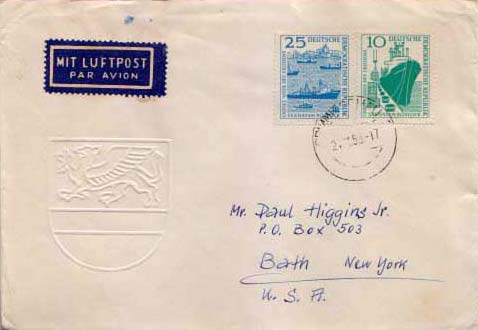 MIT LUFTPOST
PAR AVION
25 DEUTSCHE
DEMOKRATISCHE REPUBLIK
10 DEUTSCHE
DEMOKRATISCHE REPUBLIK
Mr. Paul Higgins Jr.
P.O. Box 503
Bath New York
U.S.A.